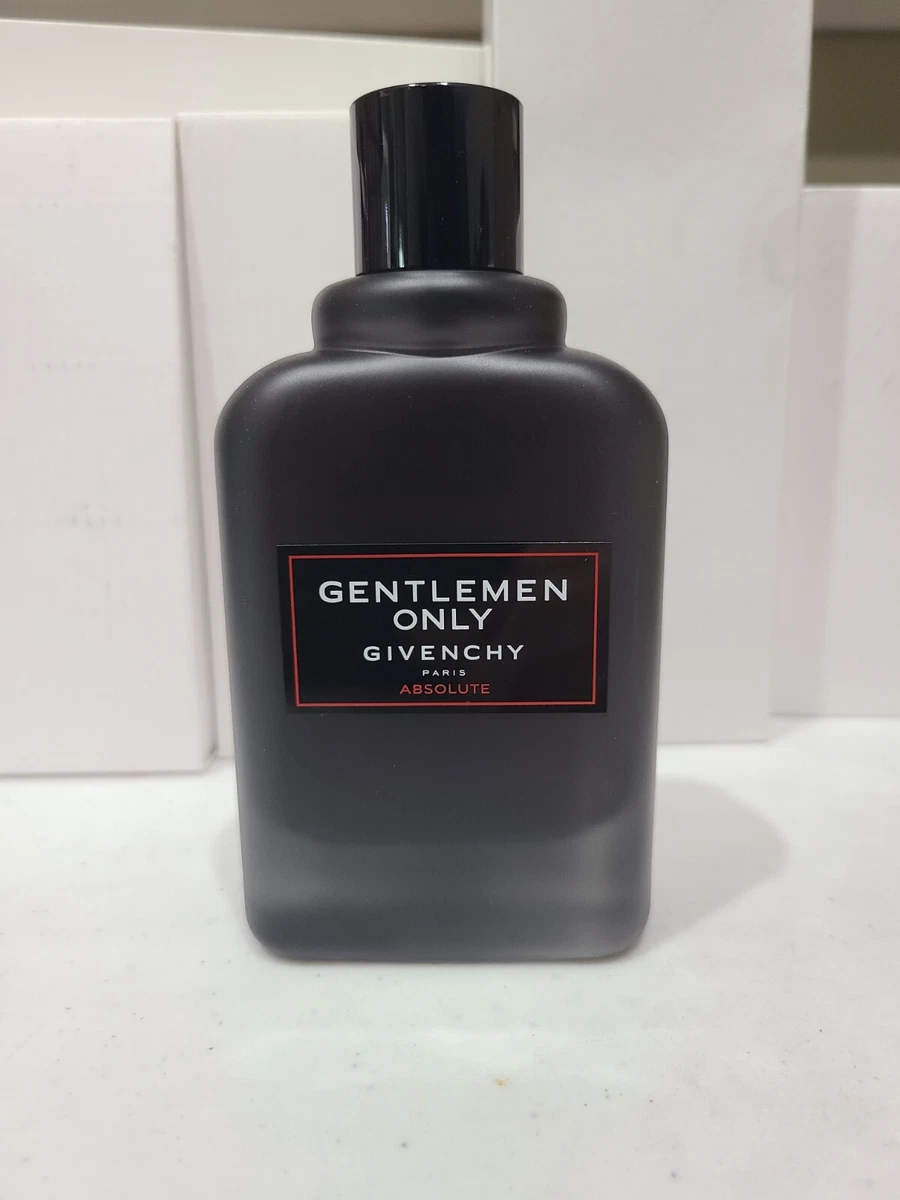 GENTLEMEN
ONLY
GIVENCHY
PARIS
ABSOLUTE